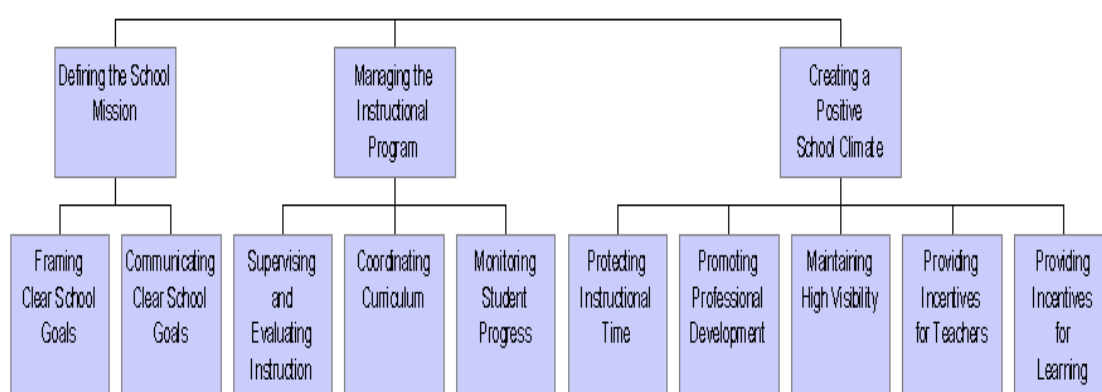 Defining the School
Mission
Managing the
Instructional
Program
Creating a
Positive
School Climate
Framing
Clear School
Goals
Communicating
Clear School
Goals
Supervising
and
Evaluating
Instruction
Coordinating
Curriculum
Monitoring
Student
Progress
Protecting
Instructional
Time
Promoting
Professional
Development
Maintaining
High Visibility
Providing
Incentives
for Teachers
Providing
Incentives
for
Learning